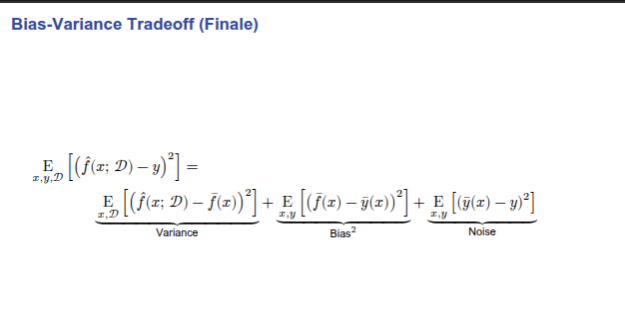 Bias-Variance Tradeoff (Finale)
E_{x,y,𝒟} [(f̂(x; 𝒟) – y)²] =
E_{x,𝒟} [(f̂(x; 𝒟) – f̄(x))²] + E_{x,y} [(f̄(x) – ȳ(x))²] + E_{x,y} [(ȳ(x) – y)²]
Variance Bias² Noise